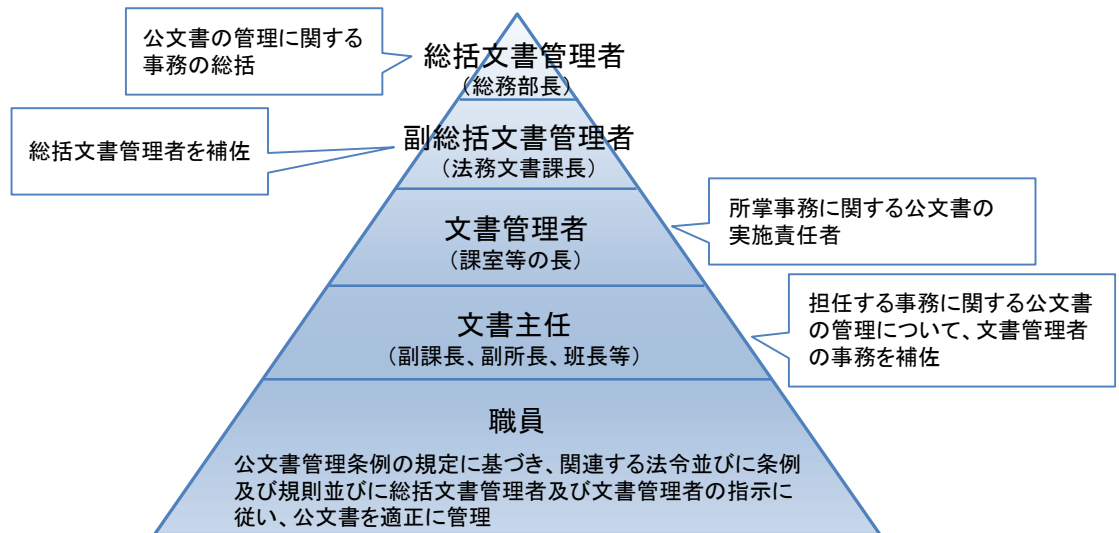 公文書の管理に関する
事務の総括
総括文書管理者
（総務部長）
副総括文書管理者
（法務文書課長）
総括文書管理者を補佐
文書管理者
（課室等の長）
所掌事務に関する公文書の
実施責任者
文書主任
（副課長、副所長、班長等）
担任する事務に関する公文書
の管理について、文書管理者
の事務を補佐
職員
公文書管理条例の規定に基づき、関連する法令並びに条例
及び規則並びに総括文書管理者及び文書管理者の指示に
従い、公文書を適正に管理